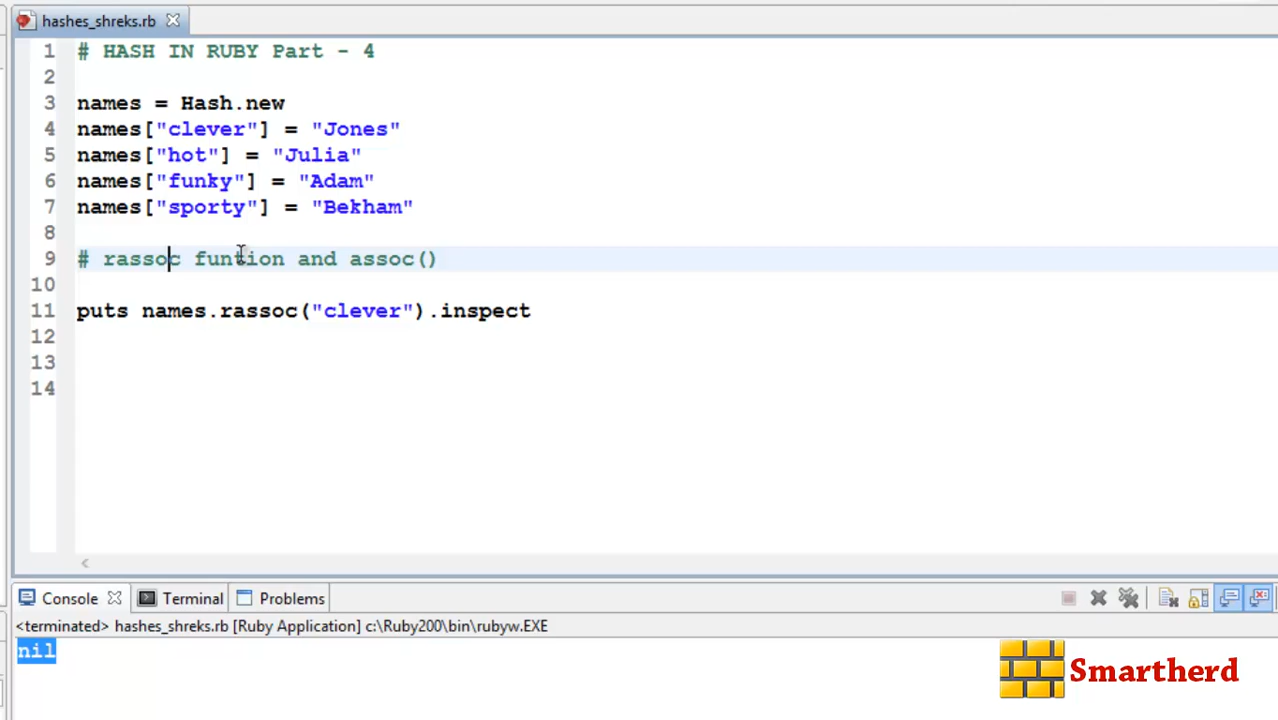 hashes_shreks.rb
1 # HASH IN RUBY Part - 4
2
3 names = Hash.new
4 names["clever"] = "Jones"
5 names["hot"] = "Julia"
6 names["funky"] = "Adam"
7 names["sporty"] = "Bekham"
8
9 # rassoc funtion and assoc()
10
11 puts names.rassoc("clever").inspect
12
13
14
Console Terminal Problems
<terminated> hashes_shreks.rb [Ruby Application] c:\Ruby200\bin\rubyw.EXE
nil
Smartherd